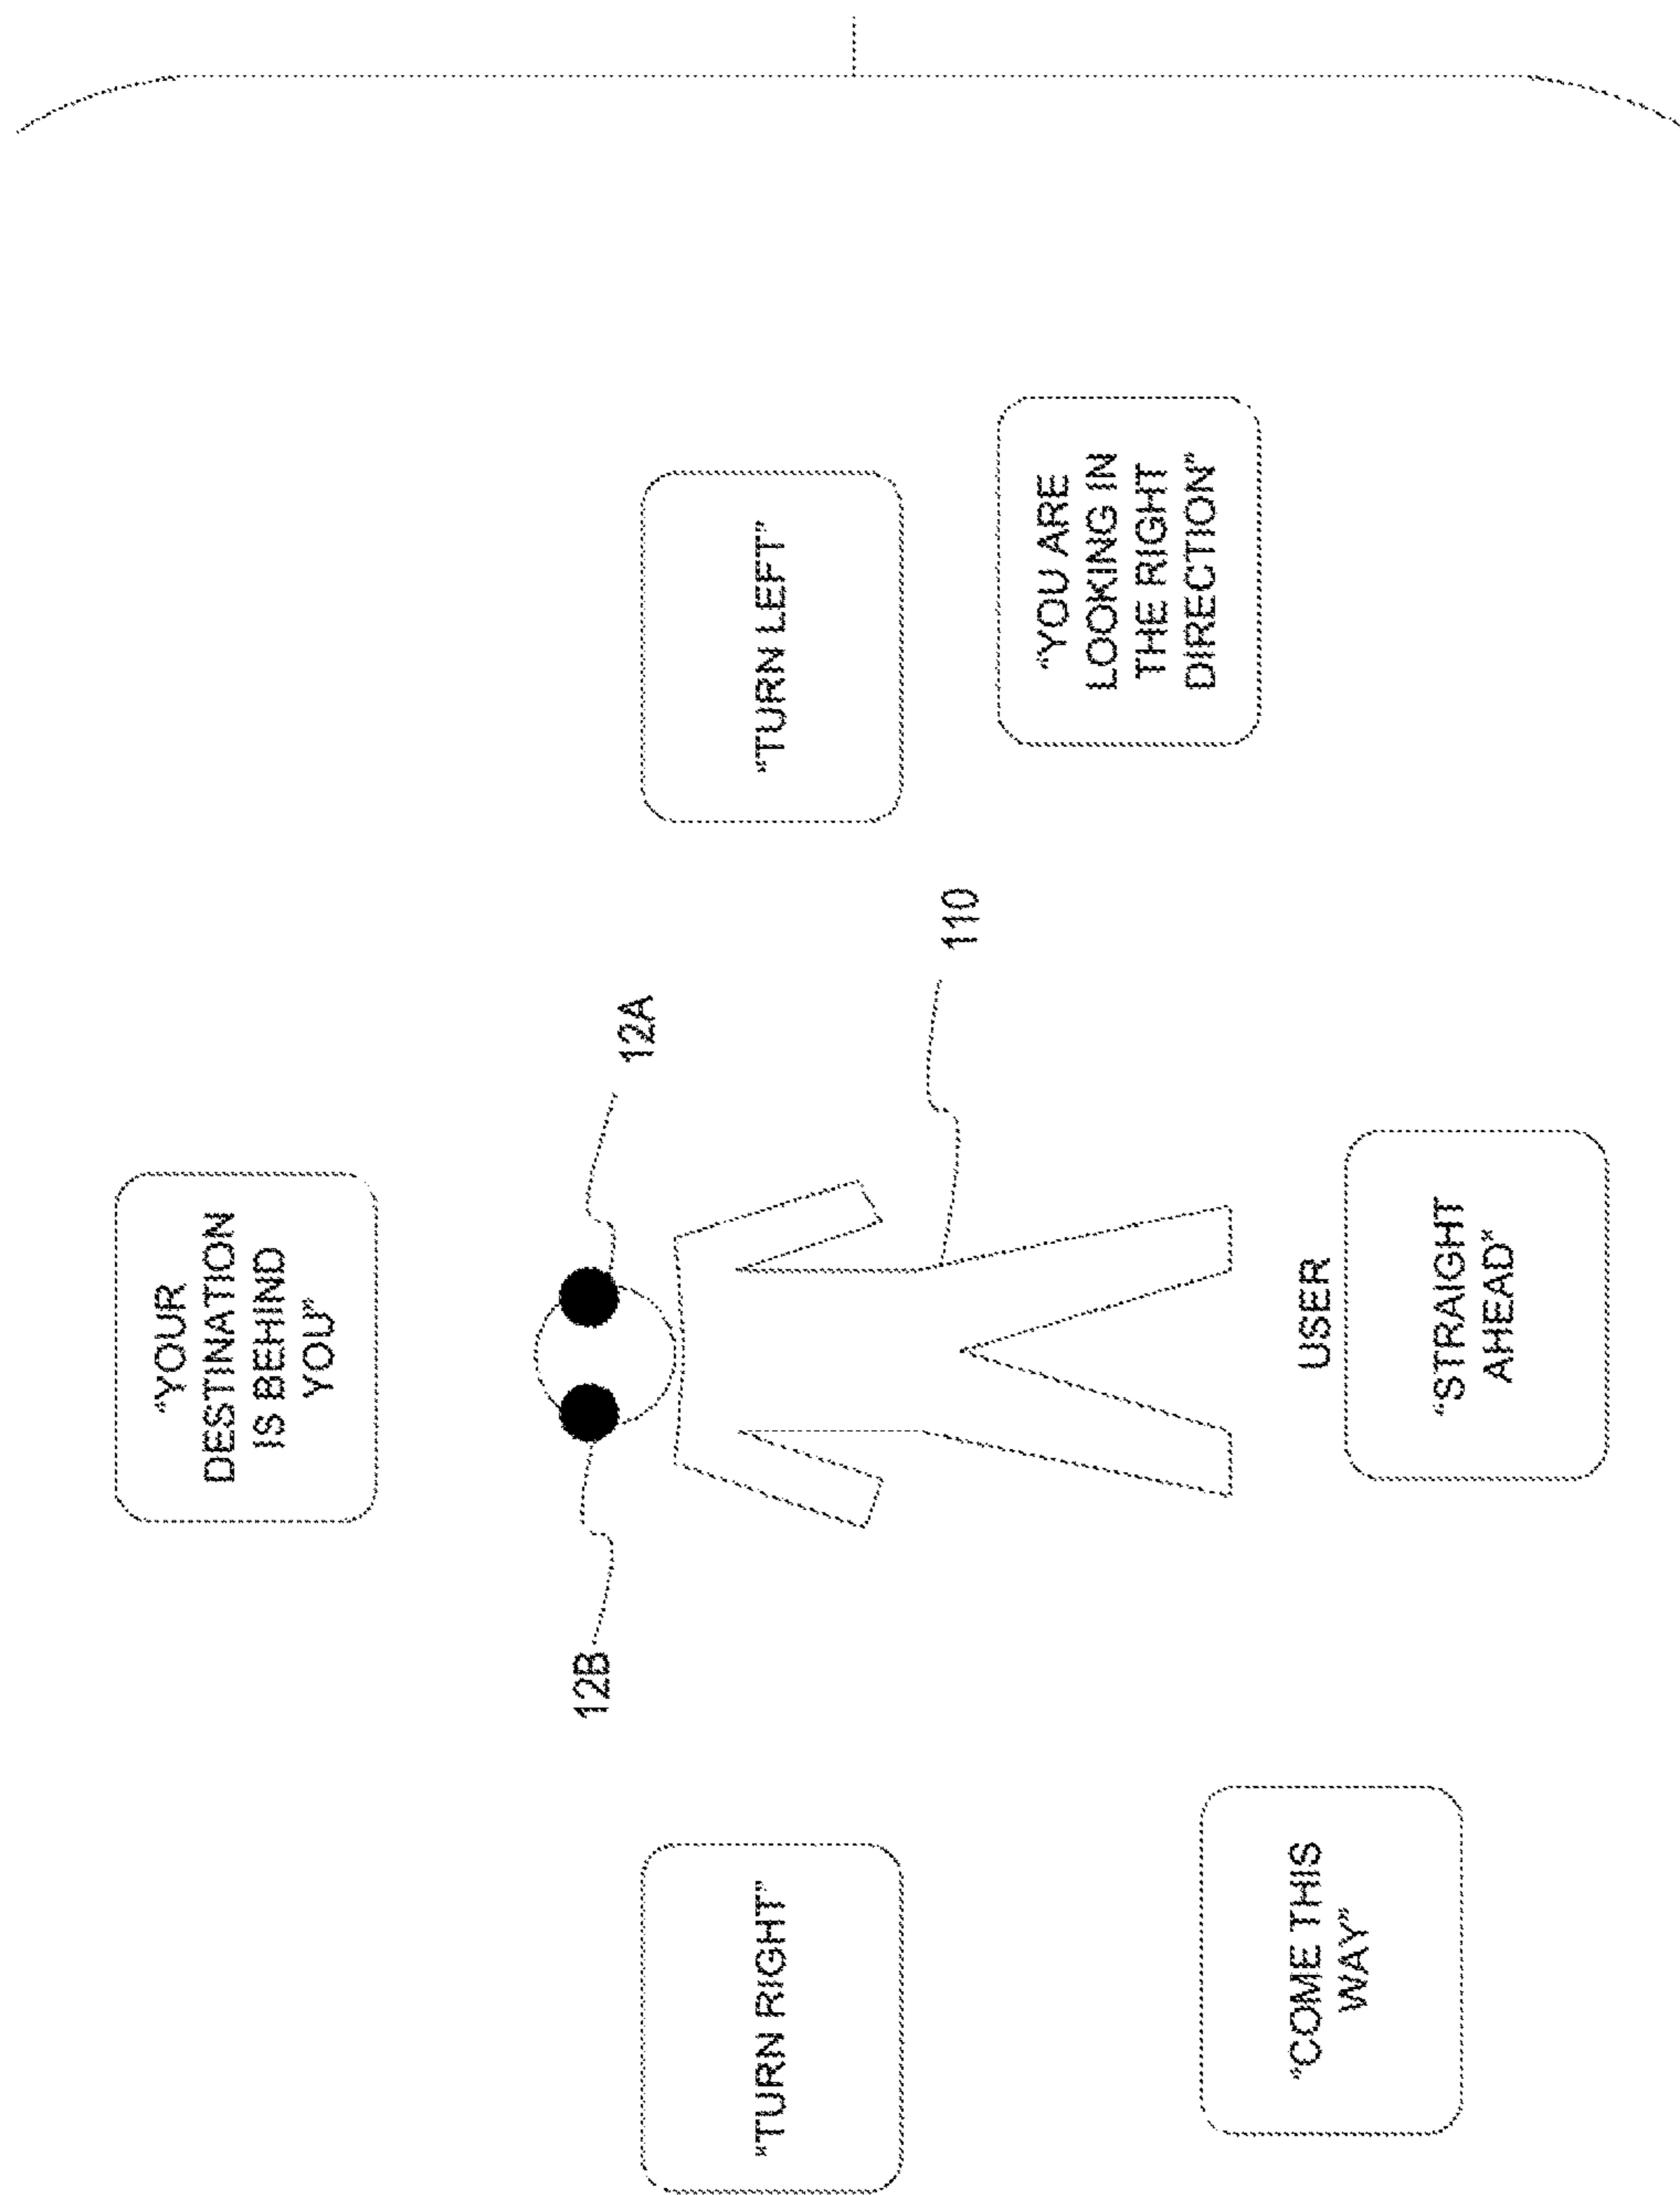 “YOUR
DESTINATION
IS BEHIND
YOU”
12B
12A
“TURN RIGHT”
“TURN LEFT”
110
“YOU ARE
LOOKING IN
THE RIGHT
DIRECTION”
“COME THIS
WAY”
USER
“STRAIGHT
AHEAD”